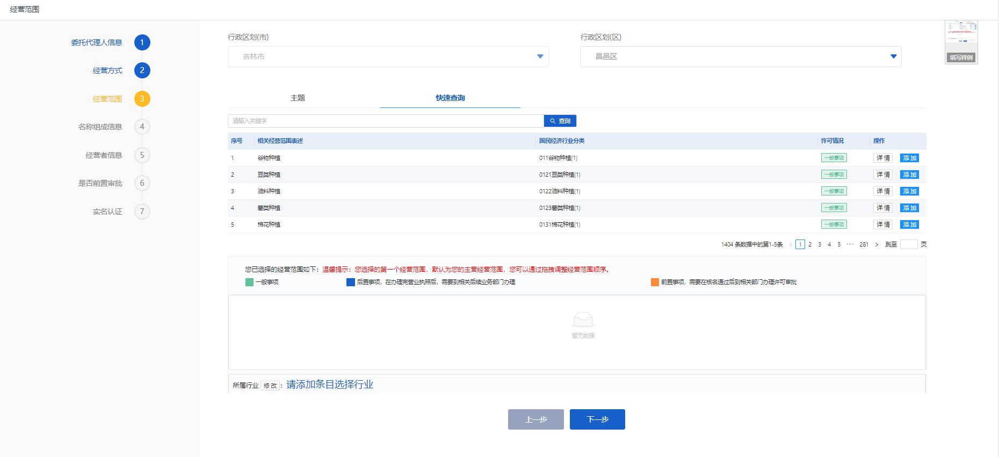 经营范围
委托代理人信息 1
经营方式 2
经营范围 3
名称组成信息 4
经营者信息 5
是否前置审批 6
实名认证 7
行政区划(市) 行政区划(区)
吉林市 昌邑区
填写样例
主题 快速查询
请输入关键字 查询
序号 相关经营范围表述 国民经济行业分类 许可情况 操作
1 谷物种植 011谷物种植(1) 一般事项 详情 添加
2 豆类种植 0121豆类种植(1) 一般事项 详情 添加
3 油料种植 0122油料种植(1) 一般事项 详情 添加
4 薯类种植 0123薯类种植(1) 一般事项 详情 添加
5 棉花种植 0131棉花种植(1) 一般事项 详情 添加
1404 条数据中的第1-5条 < 1 2 3 4 5 ••• 281 > 跳至 页
您已选择的经营范围如下：温馨提示：您选择的第一个经营范围，默认为您的主营经营范围，您可以通过拖拽调整经营范围顺序。
一般事项 后置事项，在办理完营业执照后，需要到相关后续业务部门办理 前置事项，需要在核名通过后到相关部门办理许可审批
暂无数据
所属行业 修改 ：请添加条目选择行业
上一步 下一步